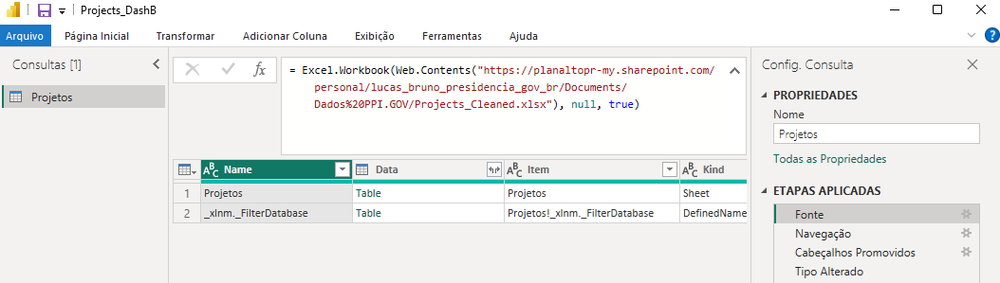 Projects_DashB
Arquivo Página Inicial Transformar Adicionar Coluna Exibição Ferramentas Ajuda
Consultas [1]
Projetos
= Excel.Workbook(Web.Contents("https://planaltopr-my.sharepoint.com/
personal/lucas_bruno_presidencia_gov_br/Documents/
Dados%20PPI.GOV/Projects_Cleaned.xlsx"), null, true)
Name Data Item Kind
1 Projetos Table Projetos Sheet
2 _xlnm._FilterDatabase Table Projetos!_xlnm._FilterDatabase DefinedName
Config. Consulta
PROPRIEDADES
Nome
Projetos
Todas as Propriedades
ETAPAS APLICADAS
Fonte
Navegação
Cabeçalhos Promovidos
Tipo Alterado